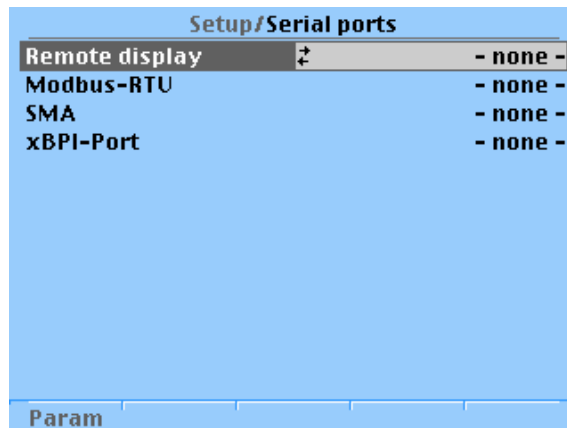 Setup/Serial ports
Remote display - none -
Modbus-RTU - none -
SMA - none -
xBPI-Port - none -
Param